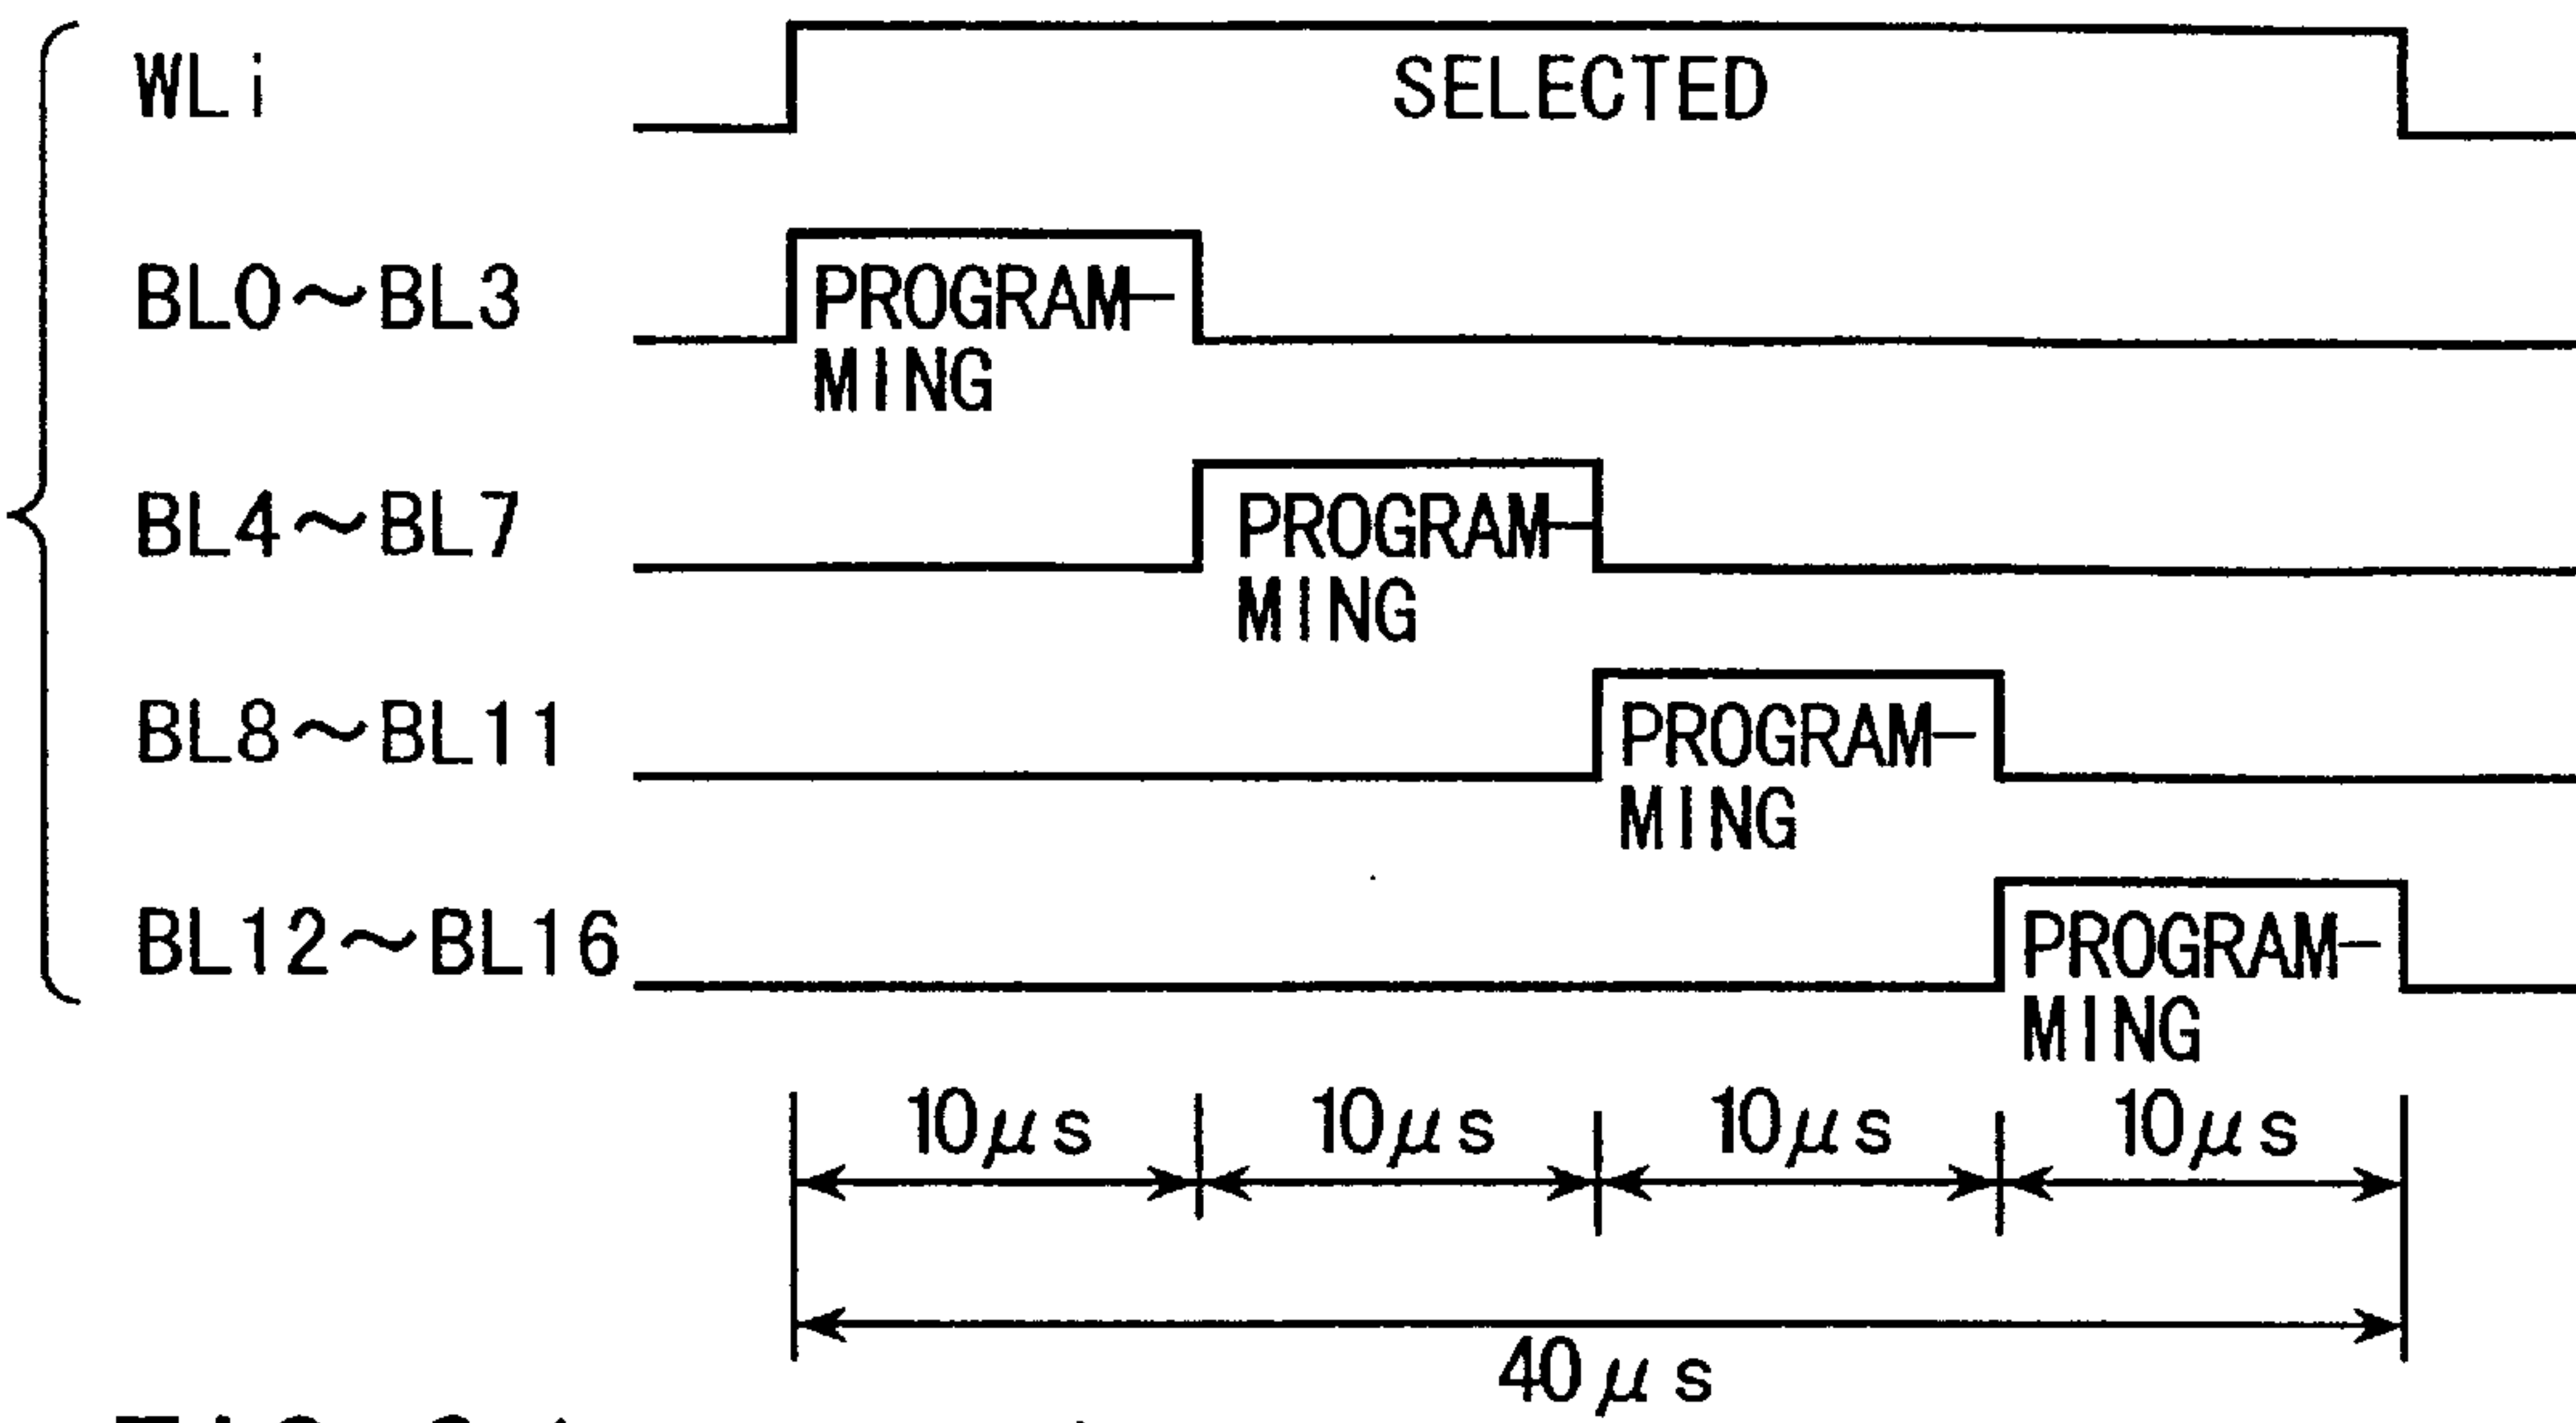 WLi
SELECTED
BL0～BL3
PROGRAM-
MING
BL4～BL7
PROGRAM-
MING
BL8～BL11
PROGRAM-
MING
BL12～BL16
PROGRAM-
MING
10μs 10μs 10μs 10μs
40μs